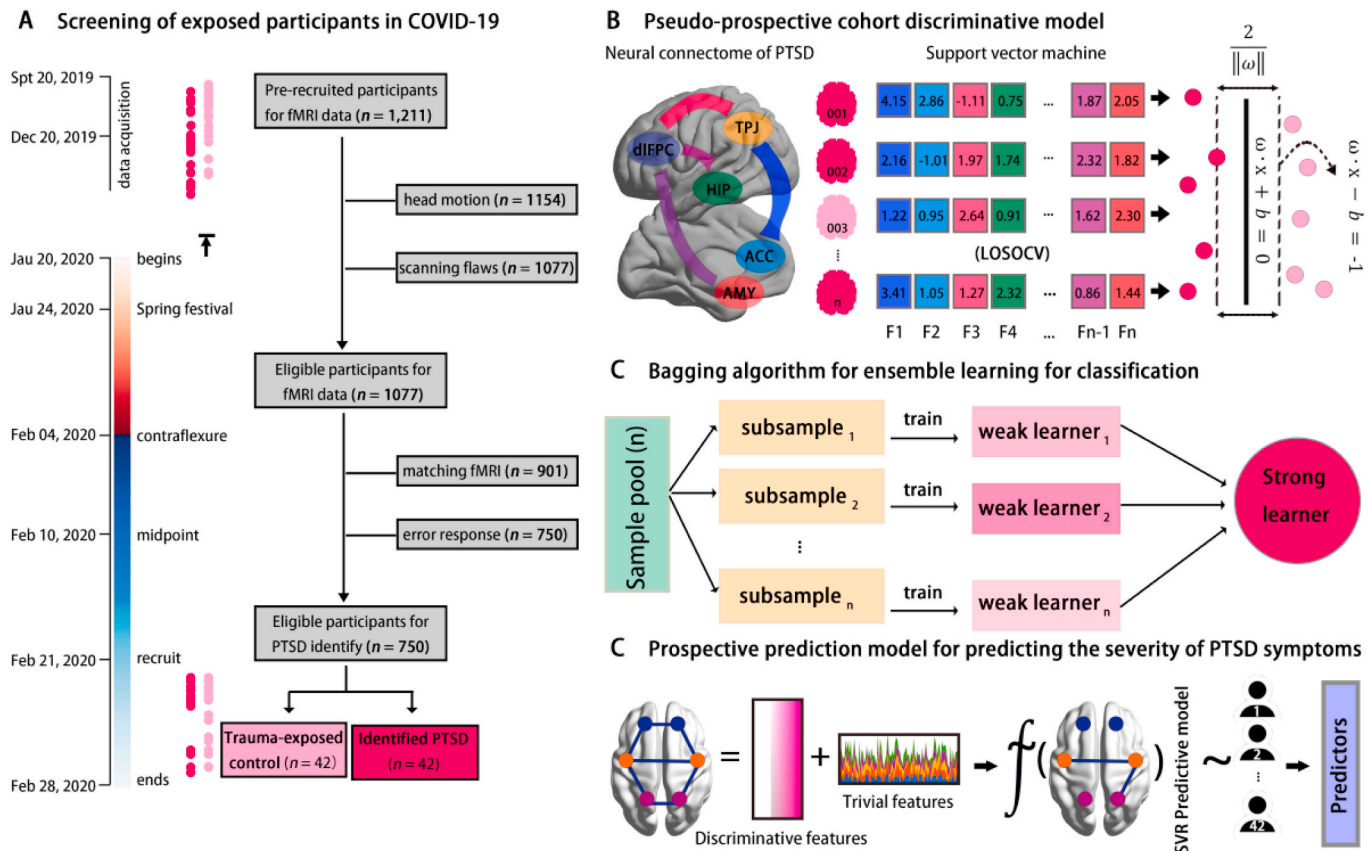 A Screening of exposed participants in COVID-19
Spt 20, 2019
Dec 20, 2019
data acquisition
Jau 20, 2020
Jau 24, 2020
Feb 04, 2020
Feb 10, 2020
Feb 21, 2020
Feb 28, 2020
begins
Spring festival
contraflexure
midpoint
recruit
ends
Pre-recruited participants
for fMRI data (n = 1,211)
head motion (n = 1154)
scanning flaws (n = 1077)
Eligible participants for
fMRI data (n = 1077)
matching fMRI (n = 901)
error response (n = 750)
Eligible participants for
PTSD identify (n = 750)
Trauma-exposed
control (n = 42)
Identified PTSD
(n = 42)
B Pseudo-prospective cohort discriminative model
Neural connectome of PTSD
Support vector machine
dlFPC
TPJ
HIP
ACC
AMY
001 4.15 2.86 -1.11 0.75 ... 1.87 2.05
002 2.16 -1.01 1.97 1.74 ... 2.32 1.82
003 1.22 0.95 2.64 0.91 ... 1.62 2.30
(LOSOCV)
n 3.41 1.05 1.27 2.32 ... 0.86 1.44
F1 F2 F3 F4 ... Fn-1 Fn
2
‖ω‖
ω · x + b = 0
ω · x − b = -1
C Bagging algorithm for ensemble learning for classification
Sample pool (n)
subsample 1 train weak learner 1
subsample 2 train weak learner 2
...
subsample n train weak learner n
Strong
learner
C Prospective prediction model for predicting the severity of PTSD symptoms
=
+
Discriminative features
Trivial features
f( )
SVR Predictive model
~
1
2
...
42
Predictors